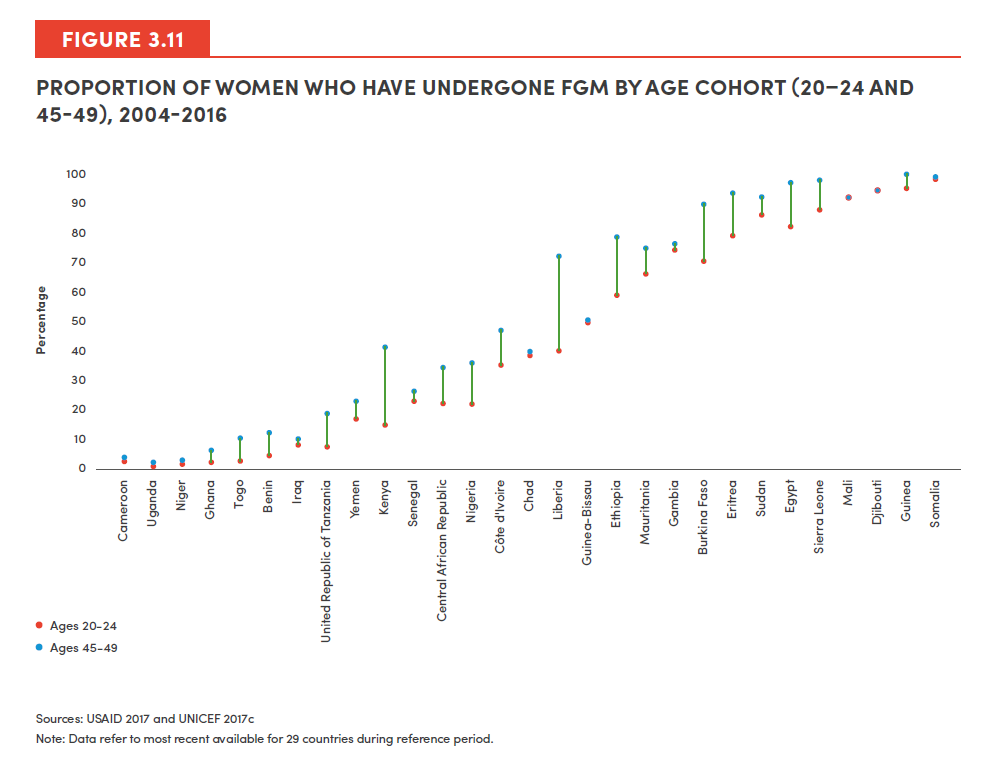 FIGURE 3.11
PROPORTION OF WOMEN WHO HAVE UNDERGONE FGM BY AGE COHORT (20–24 AND
45-49), 2004-2016
100
90
80
70
60
50
40
30
20
10
0
Percentage
Cameroon
Uganda
Niger
Ghana
Togo
Benin
Iraq
United Republic of Tanzania
Yemen
Kenya
Senegal
Central African Republic
Nigeria
Côte d'Ivoire
Chad
Liberia
Guinea-Bissau
Ethiopia
Mauritania
Gambia
Burkina Faso
Eritrea
Sudan
Egypt
Sierra Leone
Mali
Djibouti
Guinea
Somalia
Ages 20-24
Ages 45-49
Sources: USAID 2017 and UNICEF 2017c
Note: Data refer to most recent available for 29 countries during reference period.